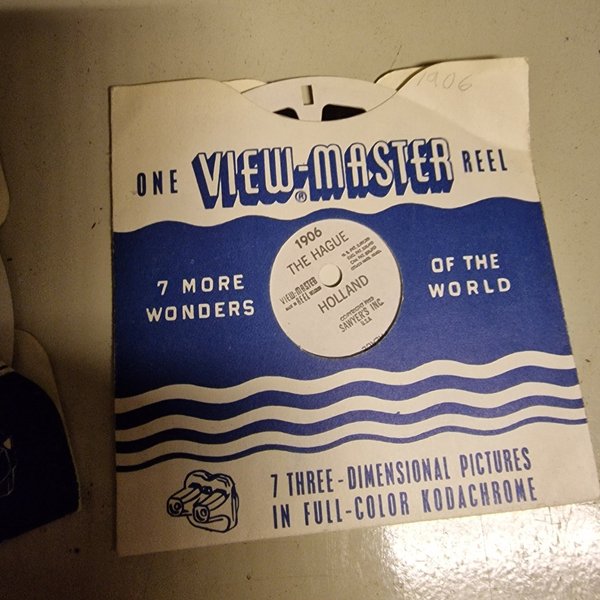 1906
ONE VIEW-MASTER® REEL
7 MORE
WONDERS
OF THE
WORLD
1906
THE HAGUE
VIEW-MASTER
REEL
HOLLAND
SAWYER'S INC.
U.S.A.
7 THREE-DIMENSIONAL PICTURES
IN FULL-COLOR KODACHROME